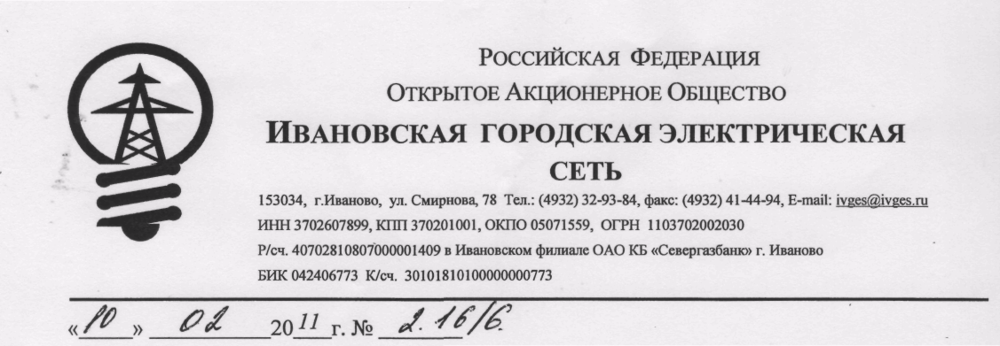 Российская Федерация
Открытое Акционерное Общество
Ивановская городская электрическая
сеть
153034, г.Иваново, ул. Смирнова, 78 Тел.: (4932) 32-93-84, факс: (4932) 41-44-94, E-mail: ivges@ivges.ru
ИНН 3702607899, КПП 370201001, ОКПО 05071559, ОГРН 1103702002030
Р/сч. 40702810807000001409 в Ивановском филиале ОАО КБ «Севергазбанк» г. Иваново
БИК 042406773 К/сч. 30101810100000000773
«10» 02 2011 г. № 2.16/6.